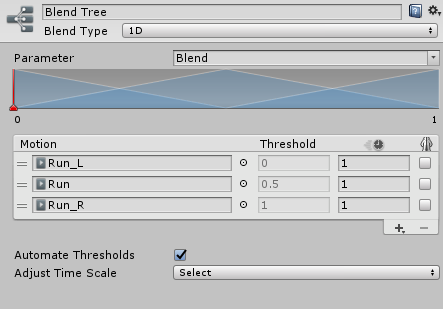 Blend Tree
Blend Type 1D
Parameter Blend
0 1
Motion Threshold
Run_L 0 1
Run 0.5 1
Run_R 1 1
+ −
Automate Thresholds
Adjust Time Scale Select